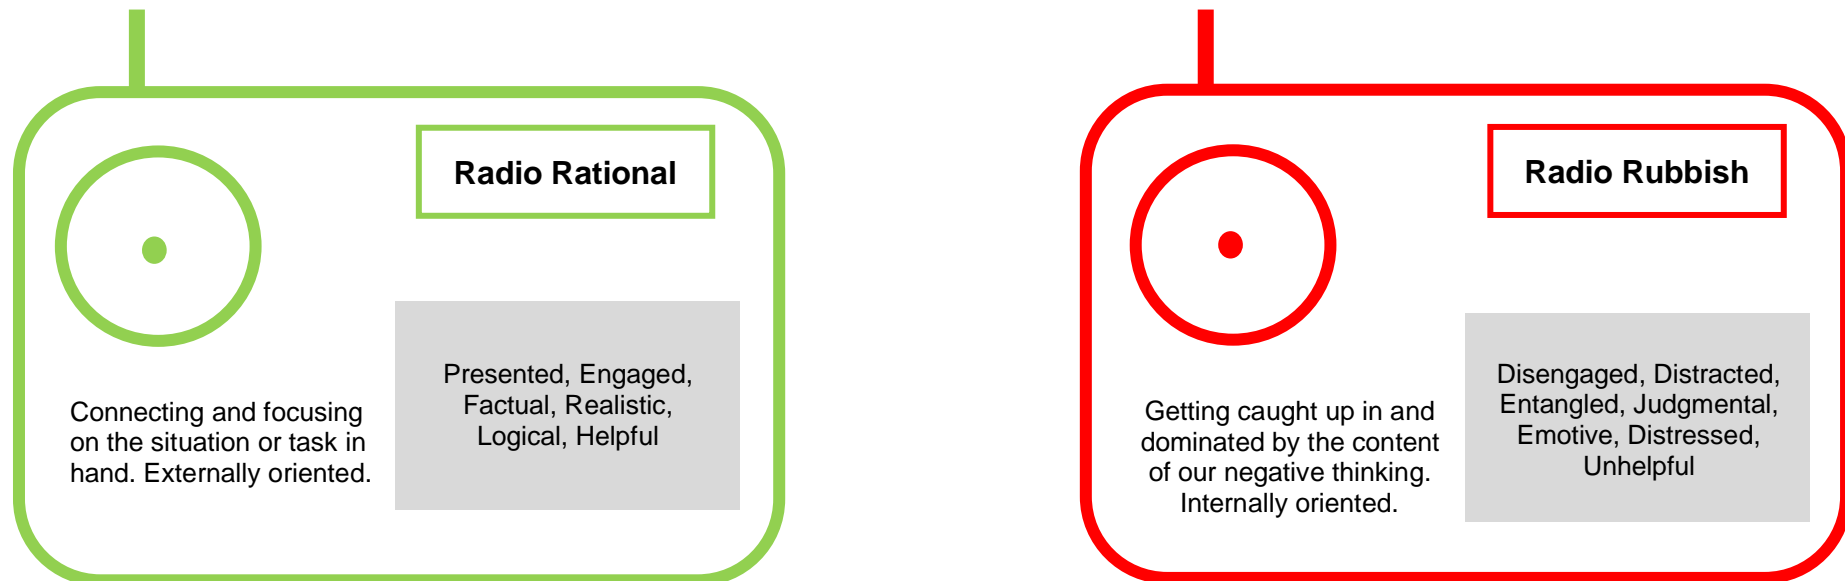 Radio Rational
Presented, Engaged,
Factual, Realistic,
Logical, Helpful
Connecting and focusing
on the situation or task in
hand. Externally oriented.
Radio Rubbish
Disengaged, Distracted,
Entangled, Judgmental,
Emotive, Distressed,
Unhelpful
Getting caught up in and
dominated by the content
of our negative thinking.
Internally oriented.